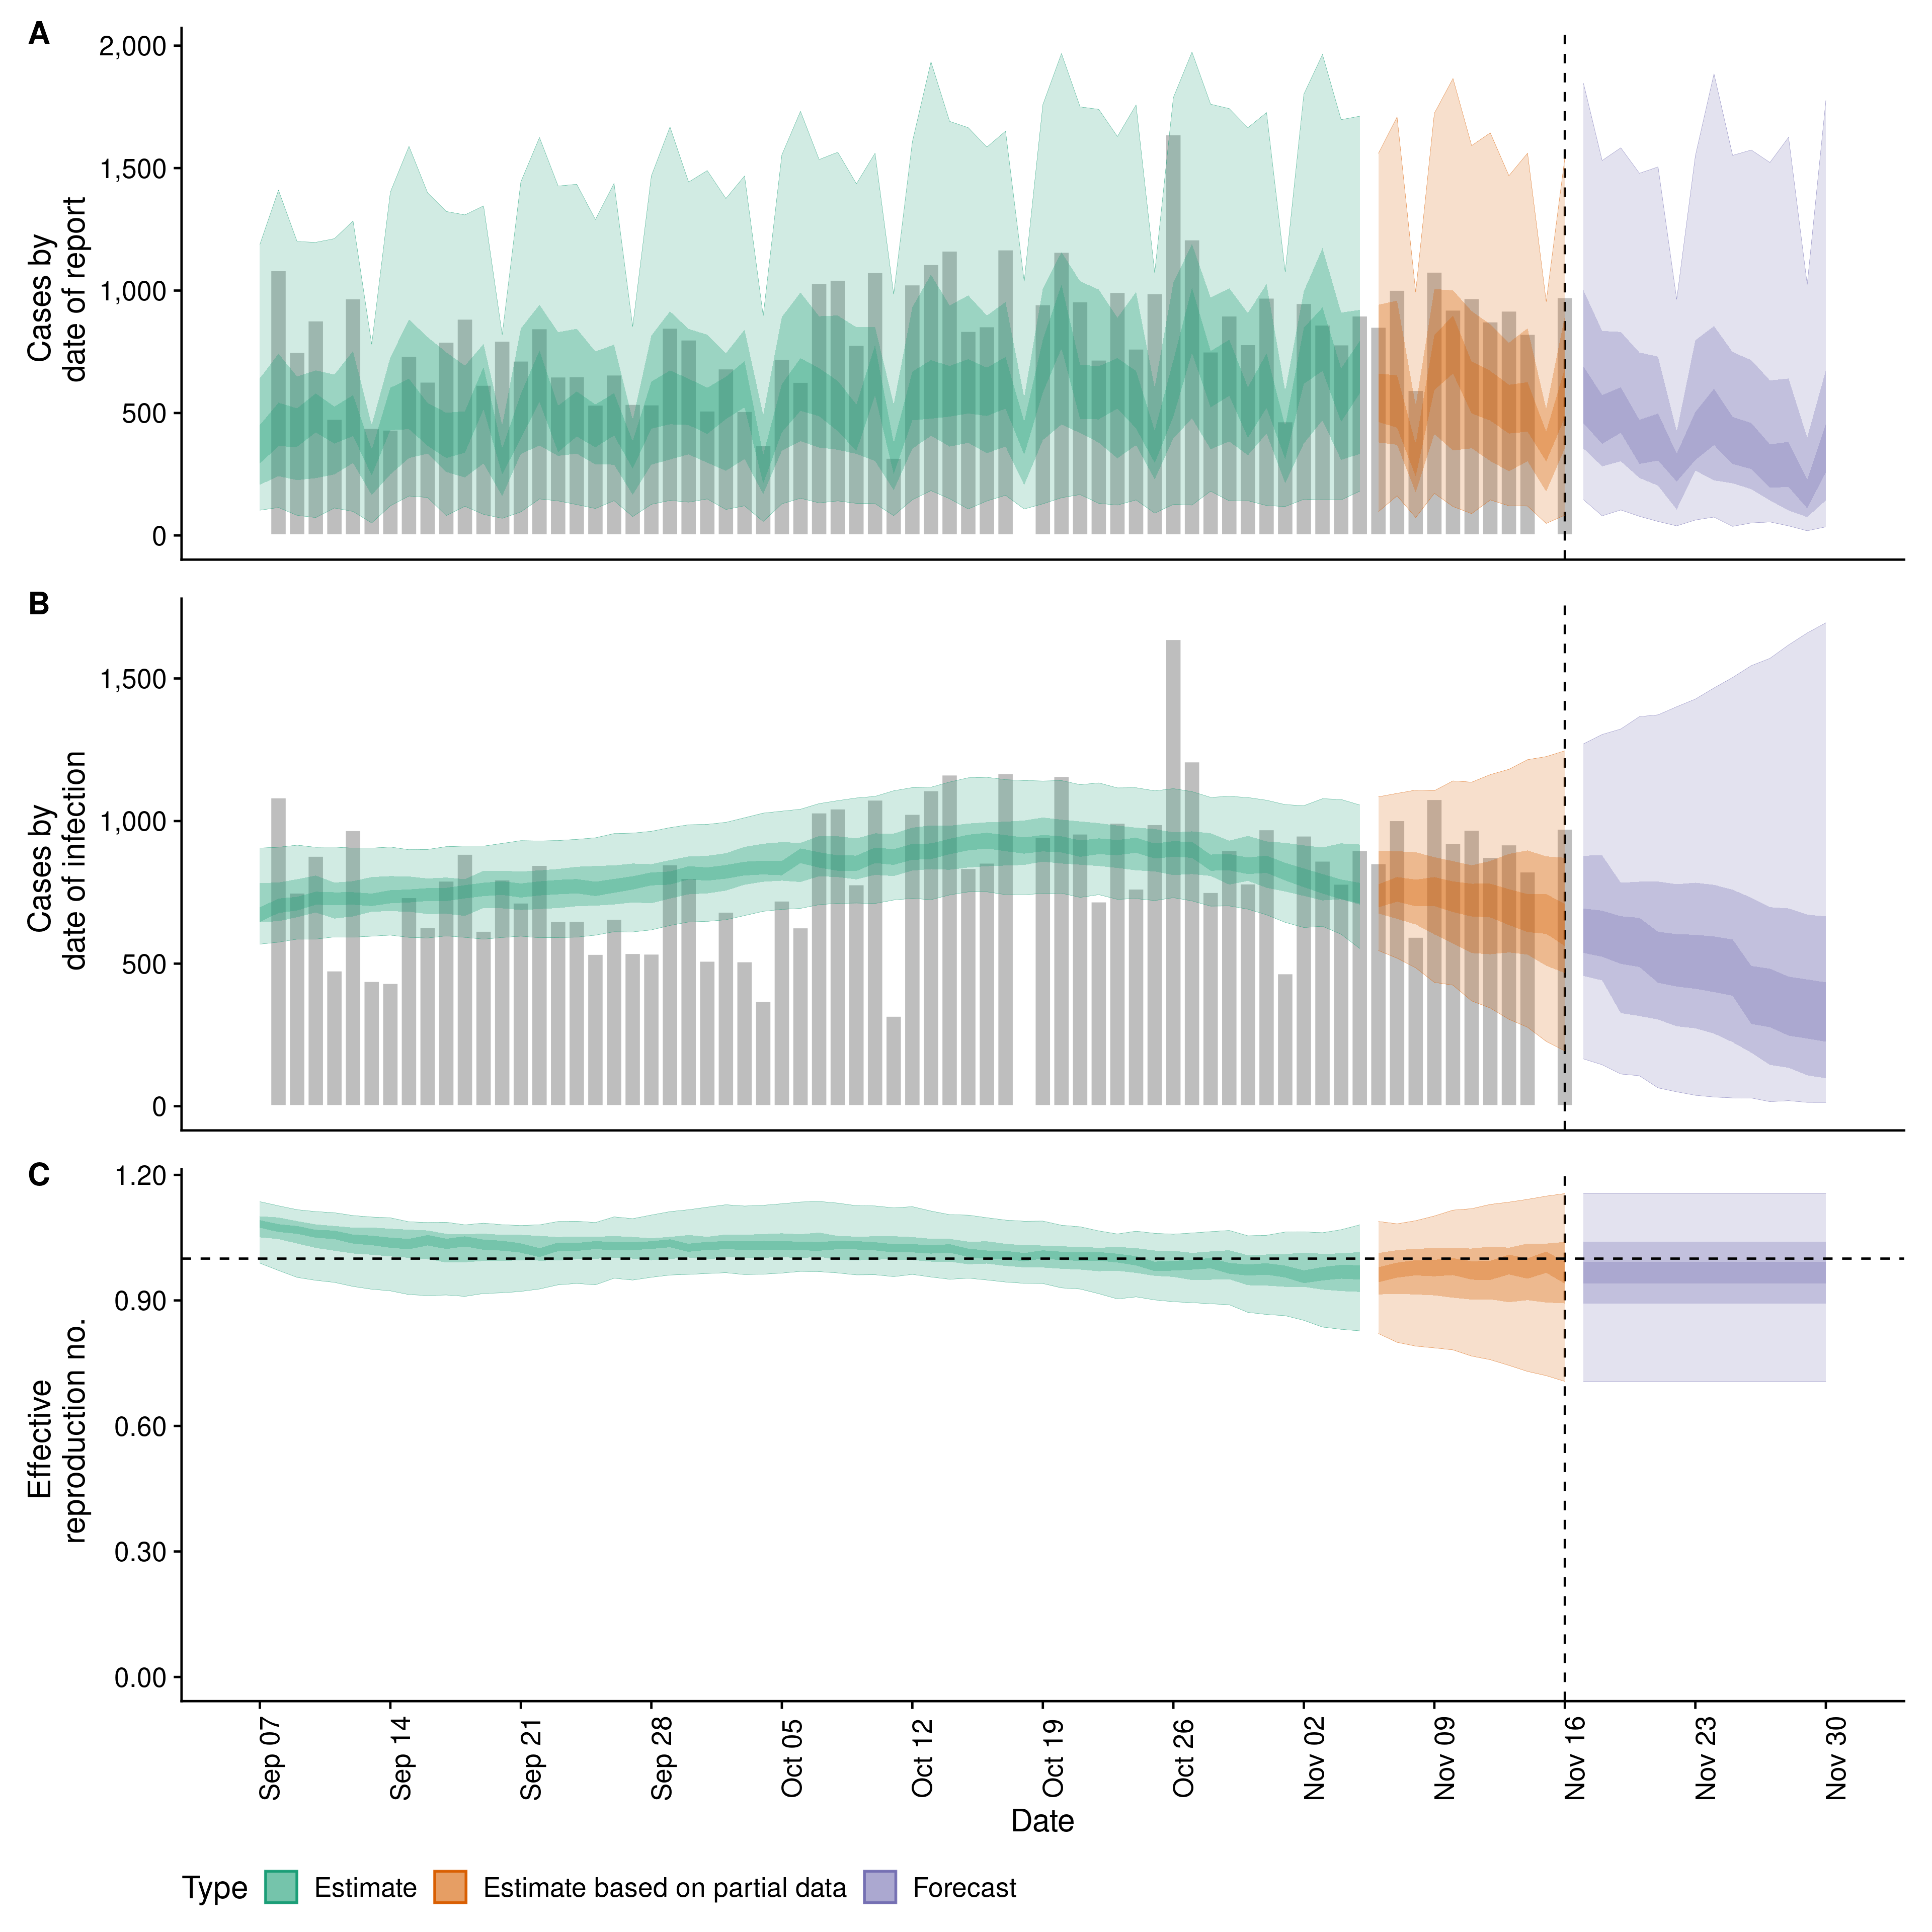 A
Cases by
date of report
2,000
1,500
1,000
500
0
B
Cases by
date of infection
1,500
1,000
500
0
C
Effective
reproduction no.
1.20
0.90
0.60
0.30
0.00
Sep 07
Sep 14
Sep 21
Sep 28
Oct 05
Oct 12
Oct 19
Oct 26
Nov 02
Nov 09
Nov 16
Nov 23
Nov 30
Date
Type Estimate Estimate based on partial data Forecast